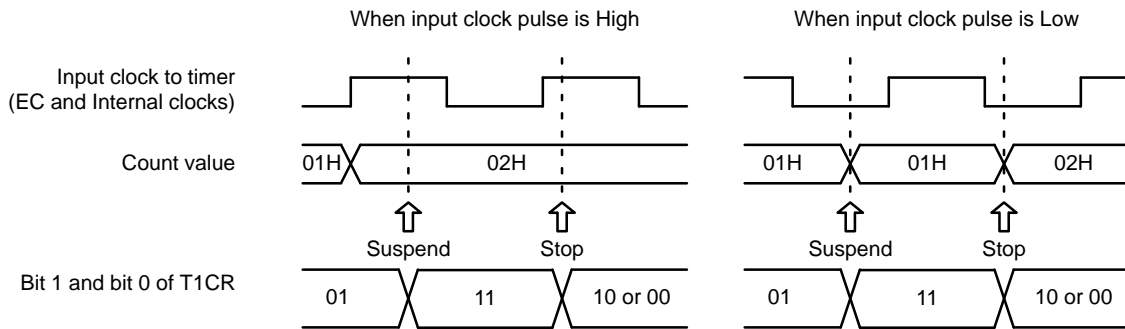 When input clock pulse is High
When input clock pulse is Low
Input clock to timer
(EC and Internal clocks)
Count value
01H
02H
01H
01H
02H
Suspend
Stop
Suspend
Stop
Bit 1 and bit 0 of T1CR
01
11
10 or 00
01
11
10 or 00